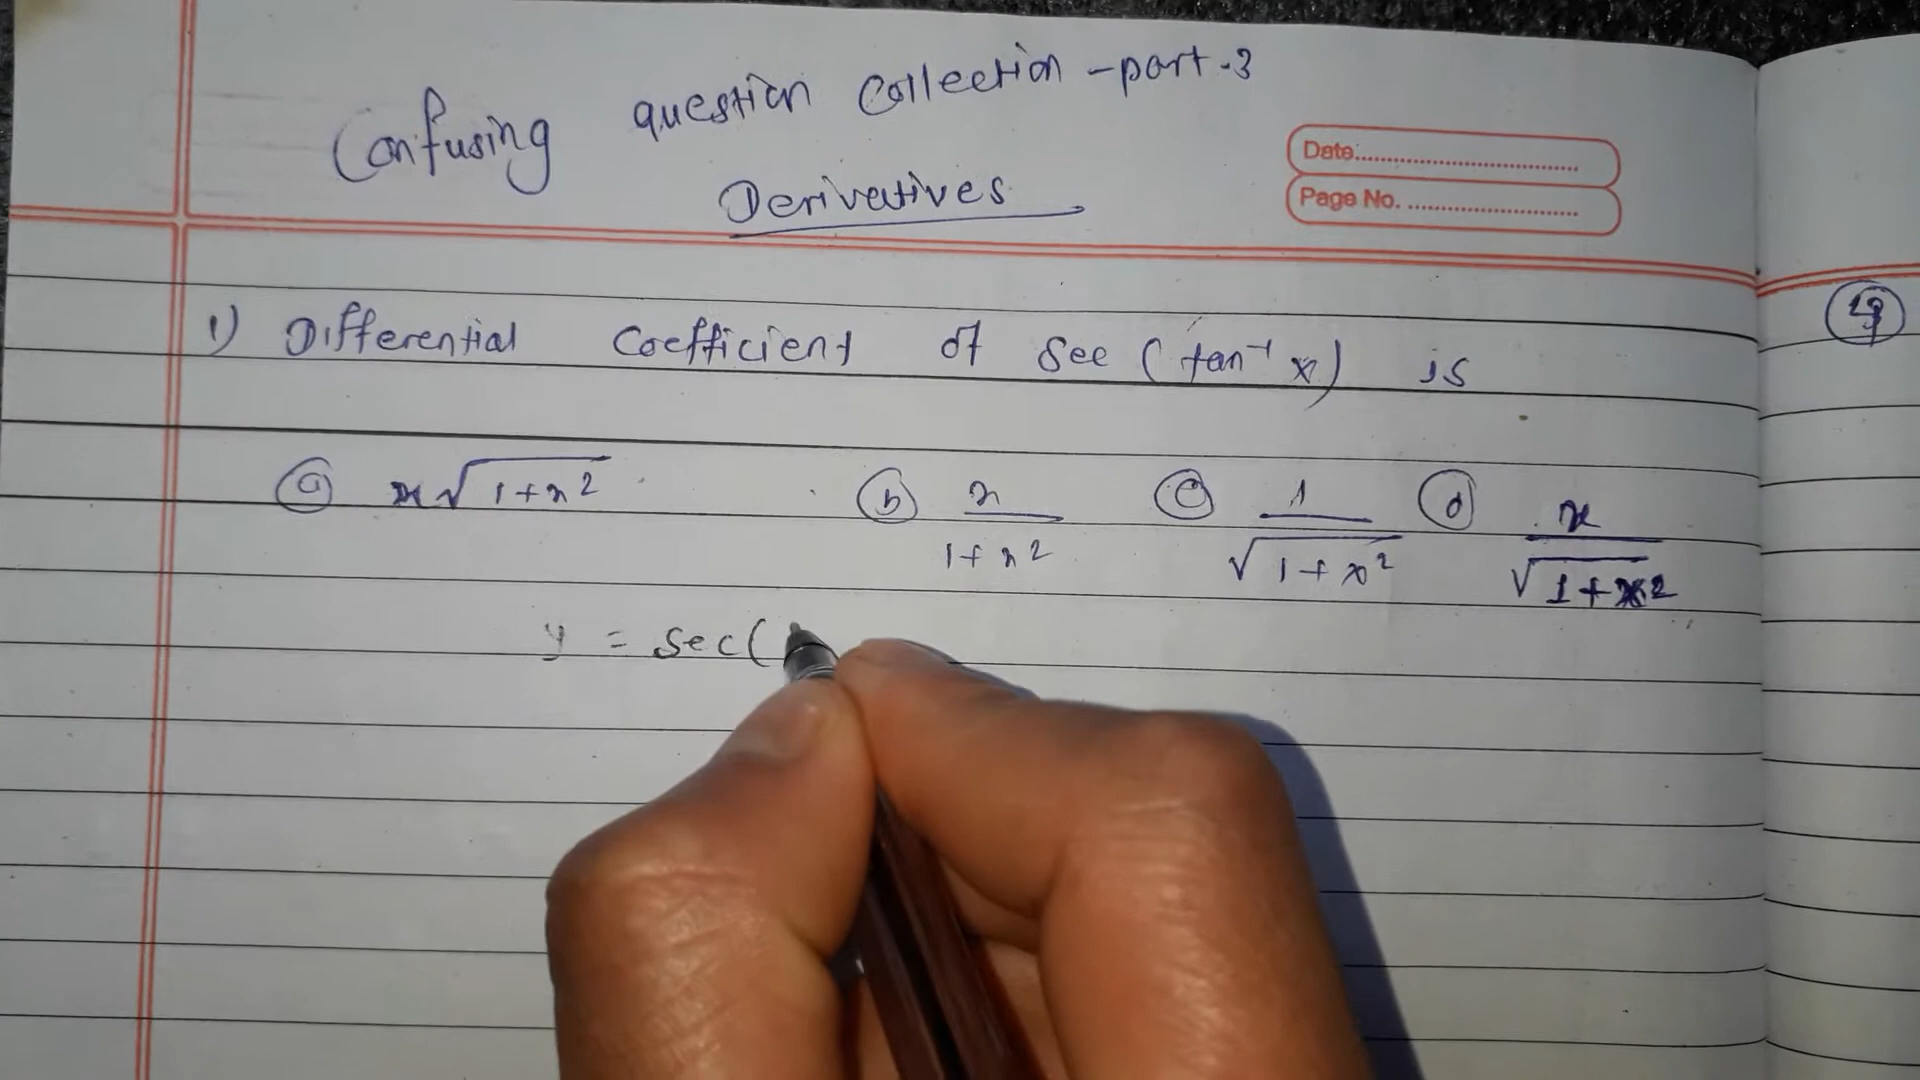 Confusing question Collection - part - 3
Derivatives
Date
Page No.
1) Differential Coefficient of Sec (tan⁻¹ x) is
ⓐ x√1+x² ⓑ x/1+x² ⓒ 1/√1+x² ⓓ x/√1+x²
y = sec(